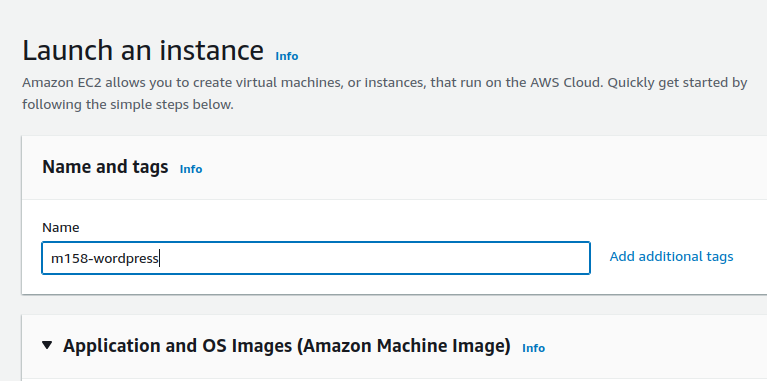 Launch an instance Info
Amazon EC2 allows you to create virtual machines, or instances, that run on the AWS Cloud. Quickly get started by
following the simple steps below.
Name and tags Info
Name
m158-wordpress
Add additional tags
Application and OS Images (Amazon Machine Image) Info